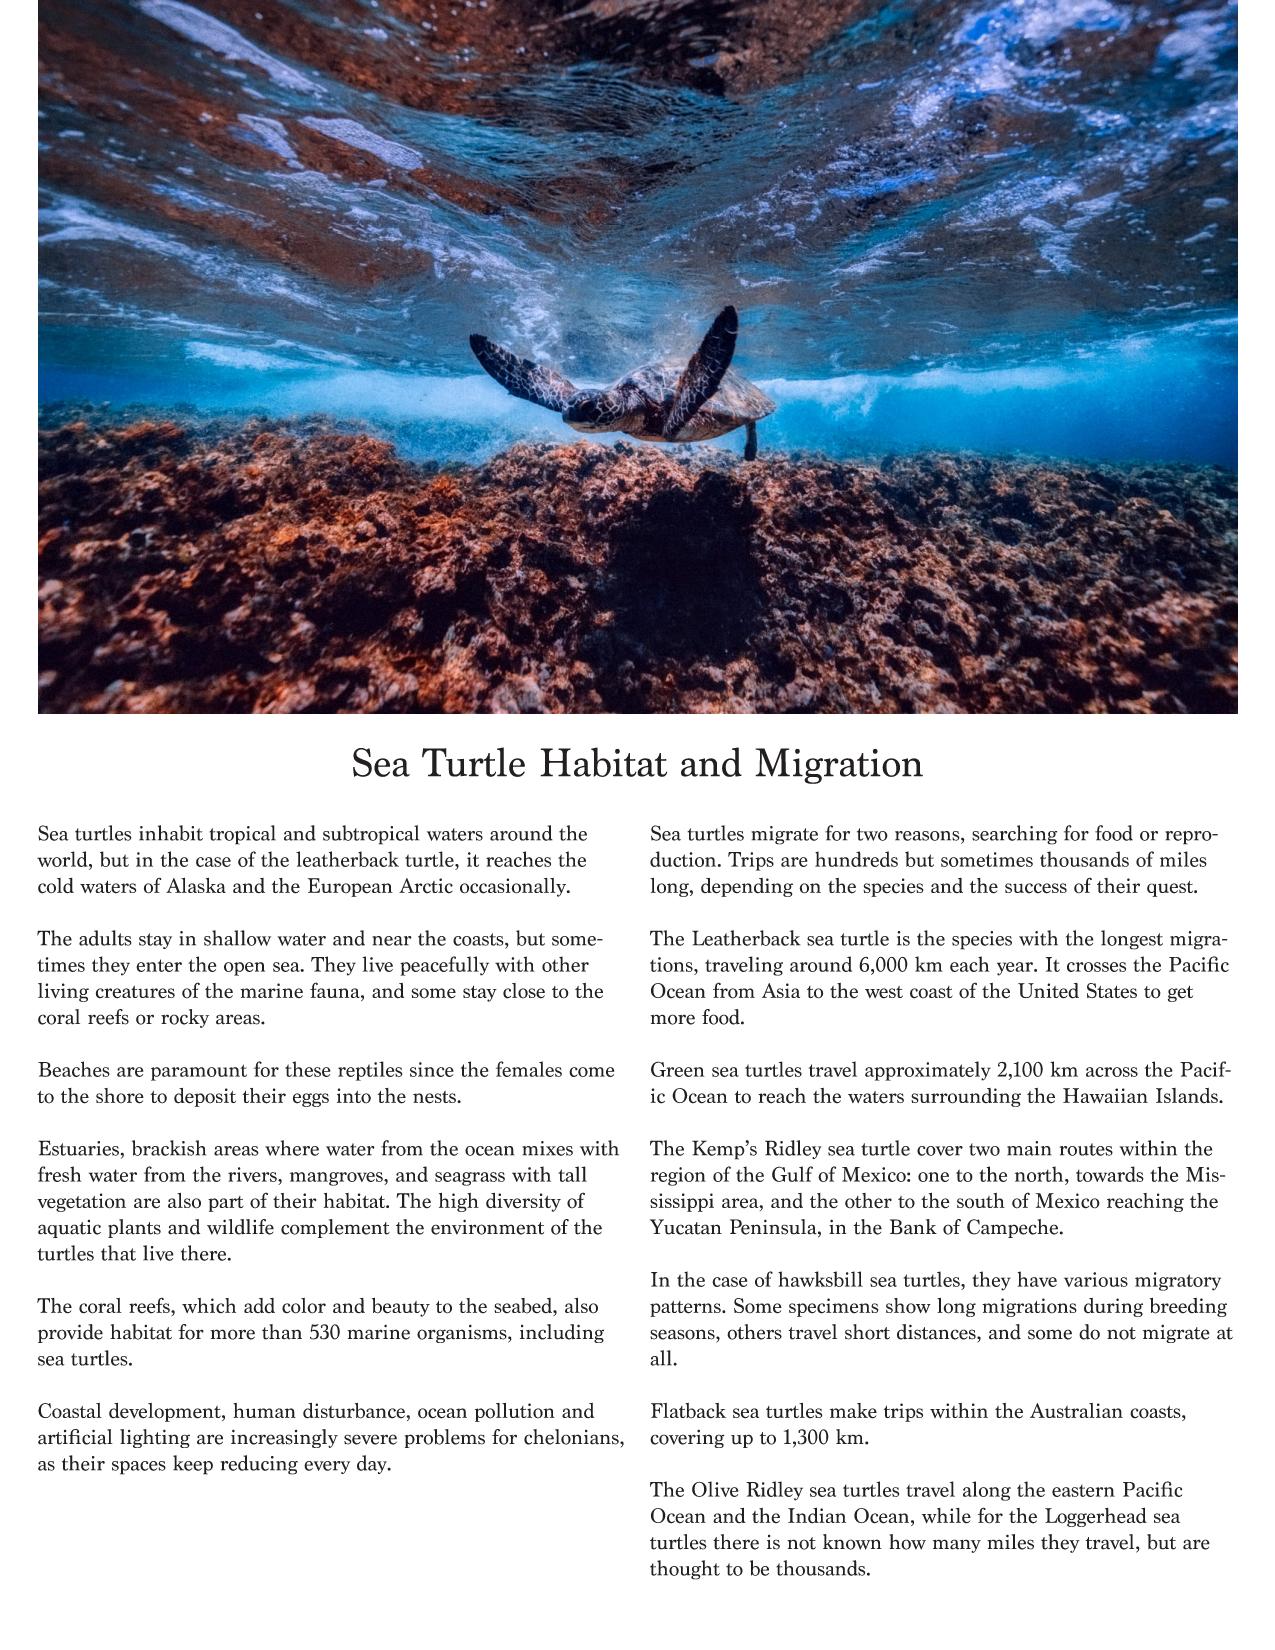 Sea Turtle Habitat and Migration
Sea turtles inhabit tropical and subtropical waters around the
world, but in the case of the leatherback turtle, it reaches the
cold waters of Alaska and the European Arctic occasionally.
The adults stay in shallow water and near the coasts, but some-
times they enter the open sea. They live peacefully with other
living creatures of the marine fauna, and some stay close to the
coral reefs or rocky areas.
Beaches are paramount for these reptiles since the females come
to the shore to deposit their eggs into the nests.
Estuaries, brackish areas where water from the ocean mixes with
fresh water from the rivers, mangroves, and seagrass with tall
vegetation are also part of their habitat. The high diversity of
aquatic plants and wildlife complement the environment of the
turtles that live there.
The coral reefs, which add color and beauty to the seabed, also
provide habitat for more than 530 marine organisms, including
sea turtles.
Coastal development, human disturbance, ocean pollution and
artificial lighting are increasingly severe problems for chelonians,
as their spaces keep reducing every day.
Sea turtles migrate for two reasons, searching for food or repro-
duction. Trips are hundreds but sometimes thousands of miles
long, depending on the species and the success of their quest.
The Leatherback sea turtle is the species with the longest migra-
tions, traveling around 6,000 km each year. It crosses the Pacific
Ocean from Asia to the west coast of the United States to get
more food.
Green sea turtles travel approximately 2,100 km across the Pacif-
ic Ocean to reach the waters surrounding the Hawaiian Islands.
The Kemp’s Ridley sea turtle cover two main routes within the
region of the Gulf of Mexico: one to the north, towards the Mis-
sissippi area, and the other to the south of Mexico reaching the
Yucatan Peninsula, in the Bank of Campeche.
In the case of hawksbill sea turtles, they have various migratory
patterns. Some specimens show long migrations during breeding
seasons, others travel short distances, and some do not migrate at
all.
Flatback sea turtles make trips within the Australian coasts,
covering up to 1,300 km.
The Olive Ridley sea turtles travel along the eastern Pacific
Ocean and the Indian Ocean, while for the Loggerhead sea
turtles there is not known how many miles they travel, but are
thought to be thousands.